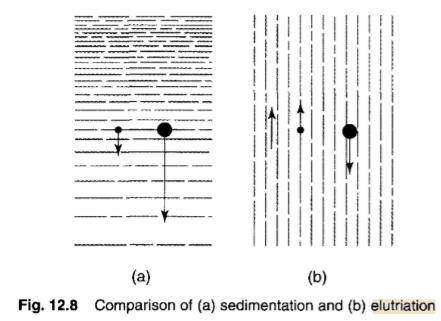 (a)
(b)
Fig. 12.8 Comparison of (a) sedimentation and (b) elutriation